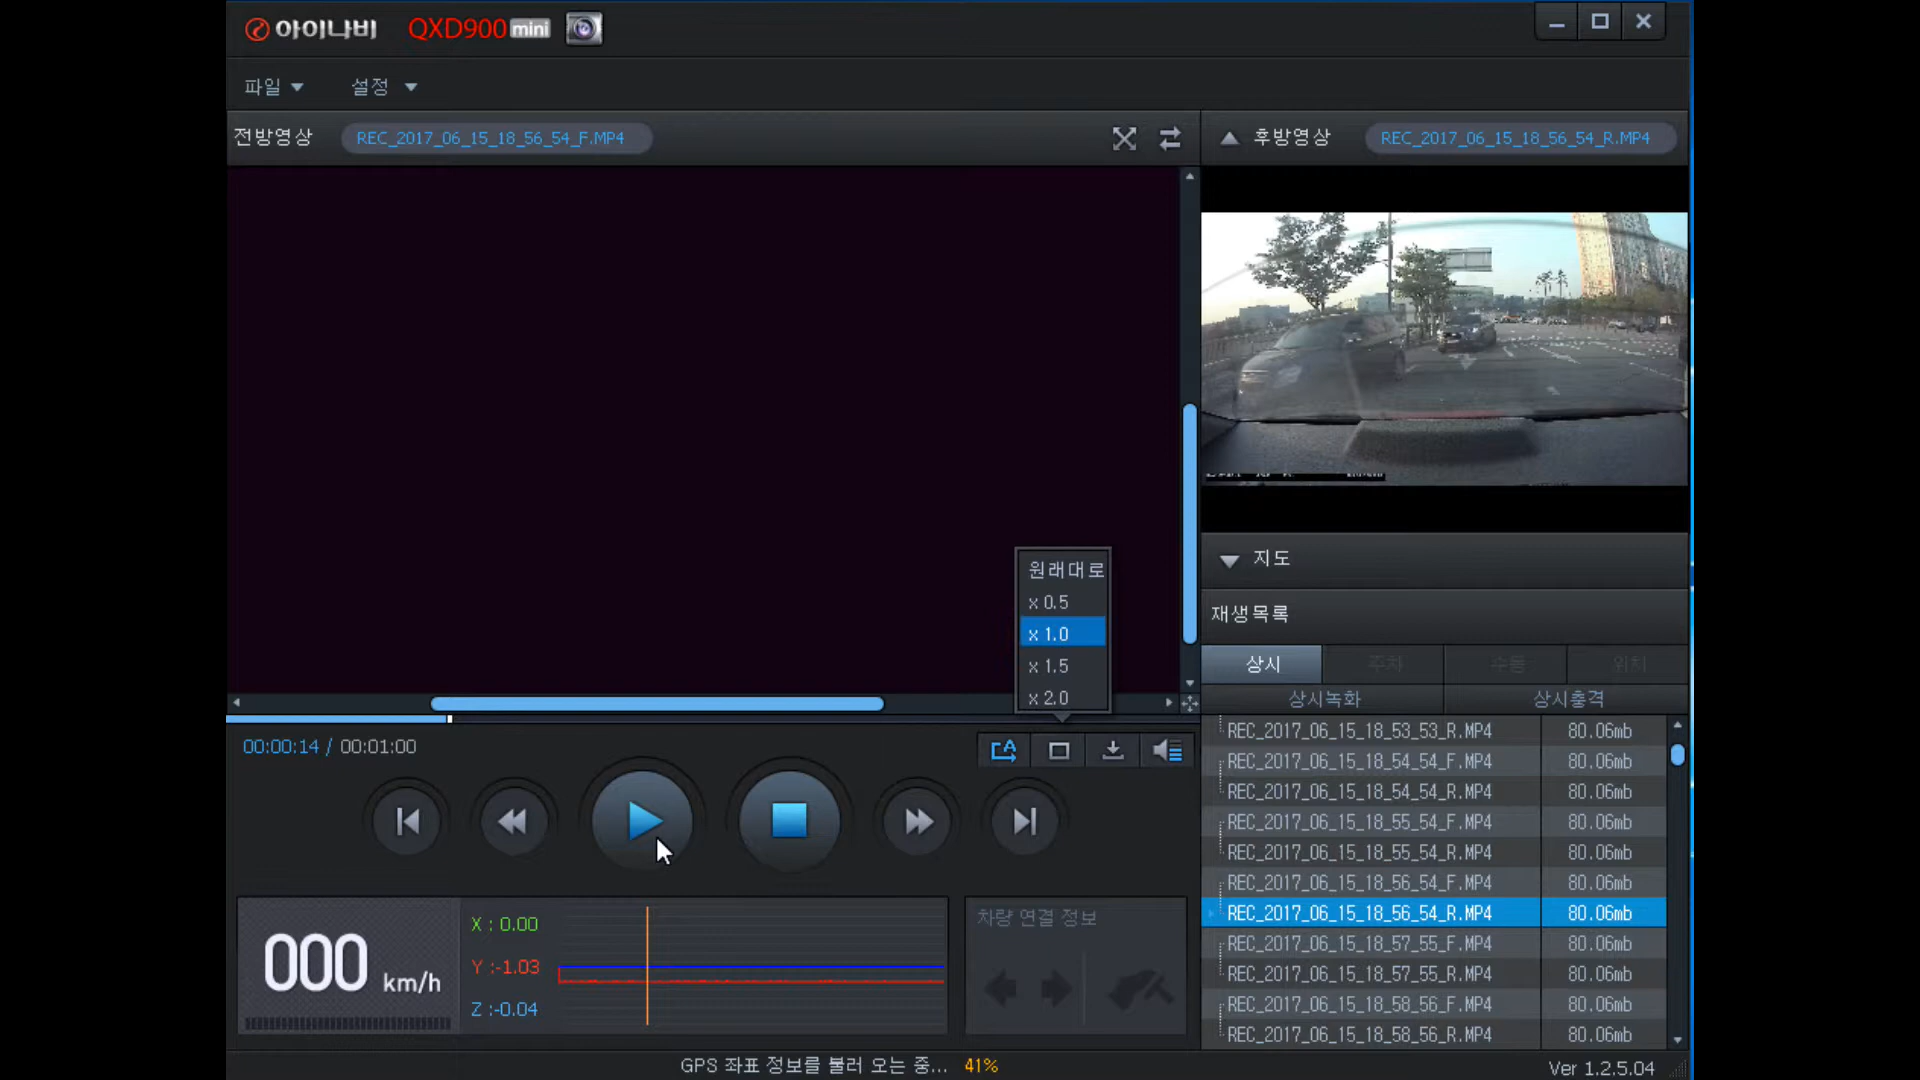 아이나비 QXD900 mini
파일 설정
전방영상 REC_2017_06_15_18_56_54_F.MP4
후방영상 REC_2017_06_15_18_56_54_R.MP4
원래대로
x 0.5
x 1.0
x 1.5
x 2.0
지도
재생목록
상시 주차 수동 위치
상시녹화 상시충격
REC_2017_06_15_18_53_53_R.MP4 80.06mb
REC_2017_06_15_18_54_54_F.MP4 80.06mb
REC_2017_06_15_18_54_54_R.MP4 80.06mb
REC_2017_06_15_18_55_54_F.MP4 80.06mb
REC_2017_06_15_18_55_54_R.MP4 80.06mb
REC_2017_06_15_18_56_54_F.MP4 80.06mb
REC_2017_06_15_18_56_54_R.MP4 80.06mb
REC_2017_06_15_18_57_55_F.MP4 80.06mb
REC_2017_06_15_18_57_55_R.MP4 80.06mb
REC_2017_06_15_18_58_56_F.MP4 80.06mb
REC_2017_06_15_18_58_56_R.MP4 80.06mb
00:00:14 / 00:01:00
000 km/h
X : 0.00
Y :-1.03
Z :-0.04
차량 연결 정보
GPS 좌표 정보를 불러 오는 중... 41%
Ver 1.2.5.04